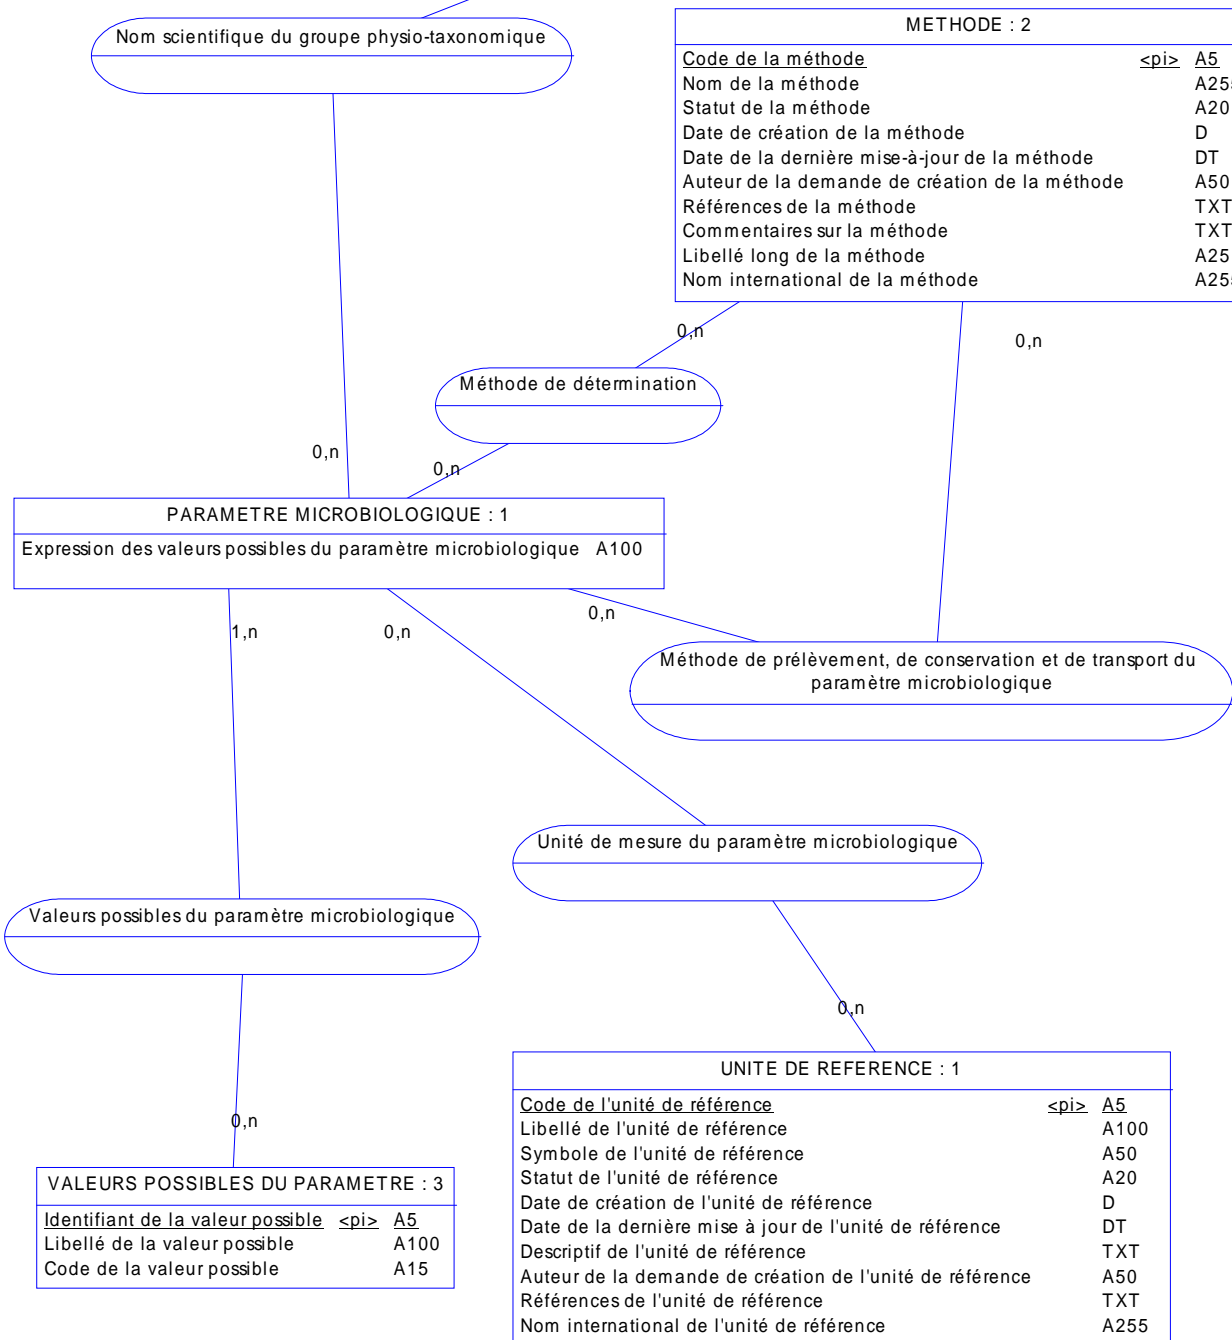 Nom scientifique du groupe physio-taxonomique
METHODE : 2
Code de la méthode <pi> A5
Nom de la méthode
Statut de la méthode A20
Date de création de la méthode D
Date de la dernière mise-à-jour de la méthode DT
Auteur de la demande de création de la méthode A50
Références de la méthode TXT
Commentaires sur la méthode TXT
Libellé long de la méthode
Nom international de la méthode
0,n
0,n
Méthode de détermination
0,n
0,n
PARAMETRE MICROBIOLOGIQUE : 1
Expression des valeurs possibles du paramètre microbiologique A100
1,n
0,n
0,n
Méthode de prélèvement, de conservation et de transport du
paramètre microbiologique
Unité de mesure du paramètre microbiologique
Valeurs possibles du paramètre microbiologique
0,n
0,n
VALEURS POSSIBLES DU PARAMETRE : 3
Identifiant de la valeur possible <pi> A5
Libellé de la valeur possible A100
Code de la valeur possible A15
UNITE DE REFERENCE : 1
Code de l'unité de référence <pi> A5
Libellé de l'unité de référence A100
Symbole de l'unité de référence A50
Statut de l'unité de référence A20
Date de création de l'unité de référence D
Date de la dernière mise à jour de l'unité de référence DT
Descriptif de l'unité de référence TXT
Auteur de la demande de création de l'unité de référence A50
Références de l'unité de référence TXT
Nom international de l'unité de référence A255